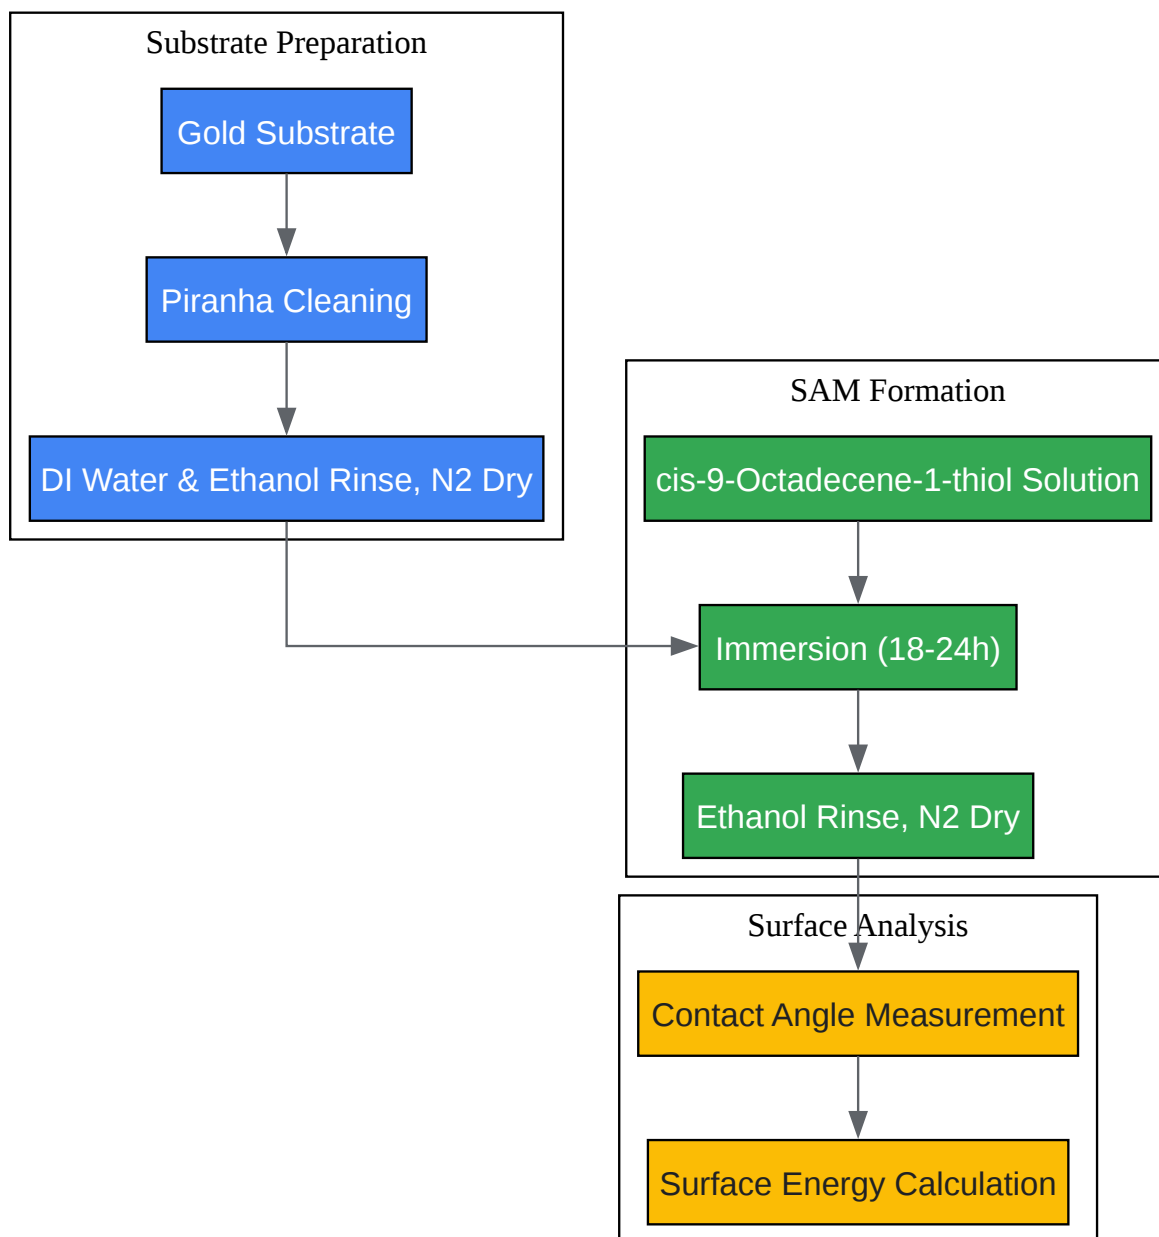 Substrate Preparation
Gold Substrate
Piranha Cleaning
DI Water & Ethanol Rinse, N2 Dry
SAM Formation
cis-9-Octadecene-1-thiol Solution
Immersion (18-24h)
Ethanol Rinse, N2 Dry
Surface Analysis
Contact Angle Measurement
Surface Energy Calculation